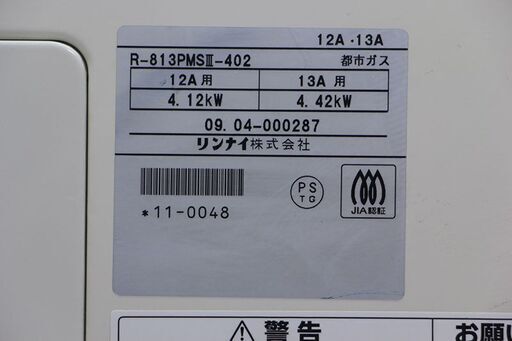 12A・13A
R-813PMSⅢ-402 都市ガス
12A用 13A用
4.12kW 4.42kW
09.04-000287
リンナイ株式会社
PS
TG
*11-0048
JIA認証
警告 お願い